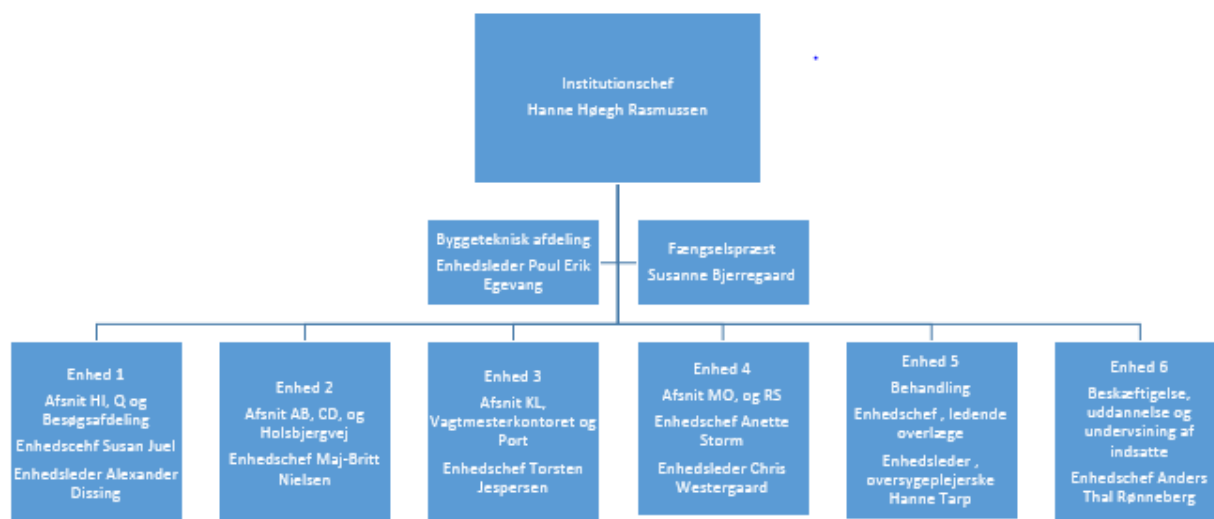 Institutionschef
Hanne Høegh Rasmussen
Byggeteknisk afdeling
Enhedsleder Poul Erik
Egevang
Fængselspræst
Susanne Bjerregaard
Enhed 1
Afsnit HI, Q og
Besøgsafdeling
Enhedscehf Susan Juel
Enhedsleder Alexander
Dissing
Enhed 2
Afsnit AB, CD, og
Holsbjergvej
Enhedschef Maj-Britt
Nielsen
Enhed 3
Afsnit KL,
Vagtmesterkontoret og
Port
Enhedschef Torsten
Jespersen
Enhed 4
Afsnit MO, og RS
Enhedschef Anette
Storm
Enhedsleder Chris
Westergaard
Enhed 5
Behandling
Enhedschef , ledende
overlæge
Enhedsleder ,
oversygeplejerske
Hanne Tarp
Enhed 6
Beskæftigelse,
uddannelse og
undervsining af
indsatte
Enhedschef Anders
Thal Rønneberg